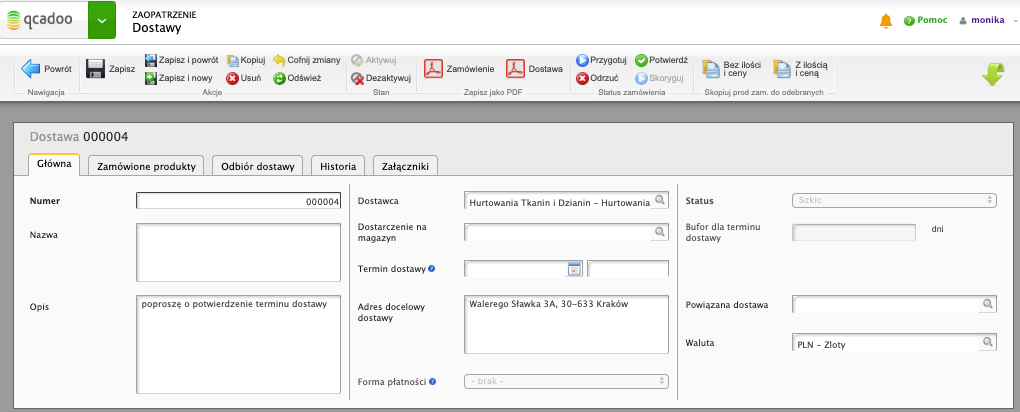 qcadoo
ZAOPATRZENIE
Dostawy
Pomoc
monika
Powrót
Nawigacja
Zapisz
Zapisz i powrót
Kopiuj
Cofnij zmiany
Zapisz i nowy
Usuń
Odśwież
Akcje
Aktywuj
Dezaktywuj
Stan
Zamówienie
Dostawa
Zapisz jako PDF
Przygotuj
Potwierdź
Odrzuć
Skoryguj
Status zamówienia
Bez ilości
i ceny
Z ilością
i ceną
Skopiuj prod zam. do odebranych
Dostawa 000004
Główna
Zamówione produkty
Odbiór dostawy
Historia
Załączniki
Numer
000004
Nazwa
Opis
poproszę o potwierdzenie terminu dostawy
Dostawca
Hurtowania Tkanin i Dzianin - Hurtowania
Dostarczenie na
magazyn
Termin dostawy
Adres docelowy
dostawy
Walerego Sławka 3A, 30-633 Kraków
Forma płatności
- brak -
Status
Szkic
Bufor dla terminu
dostawy
dni
Powiązana dostawa
Waluta
PLN - Zloty